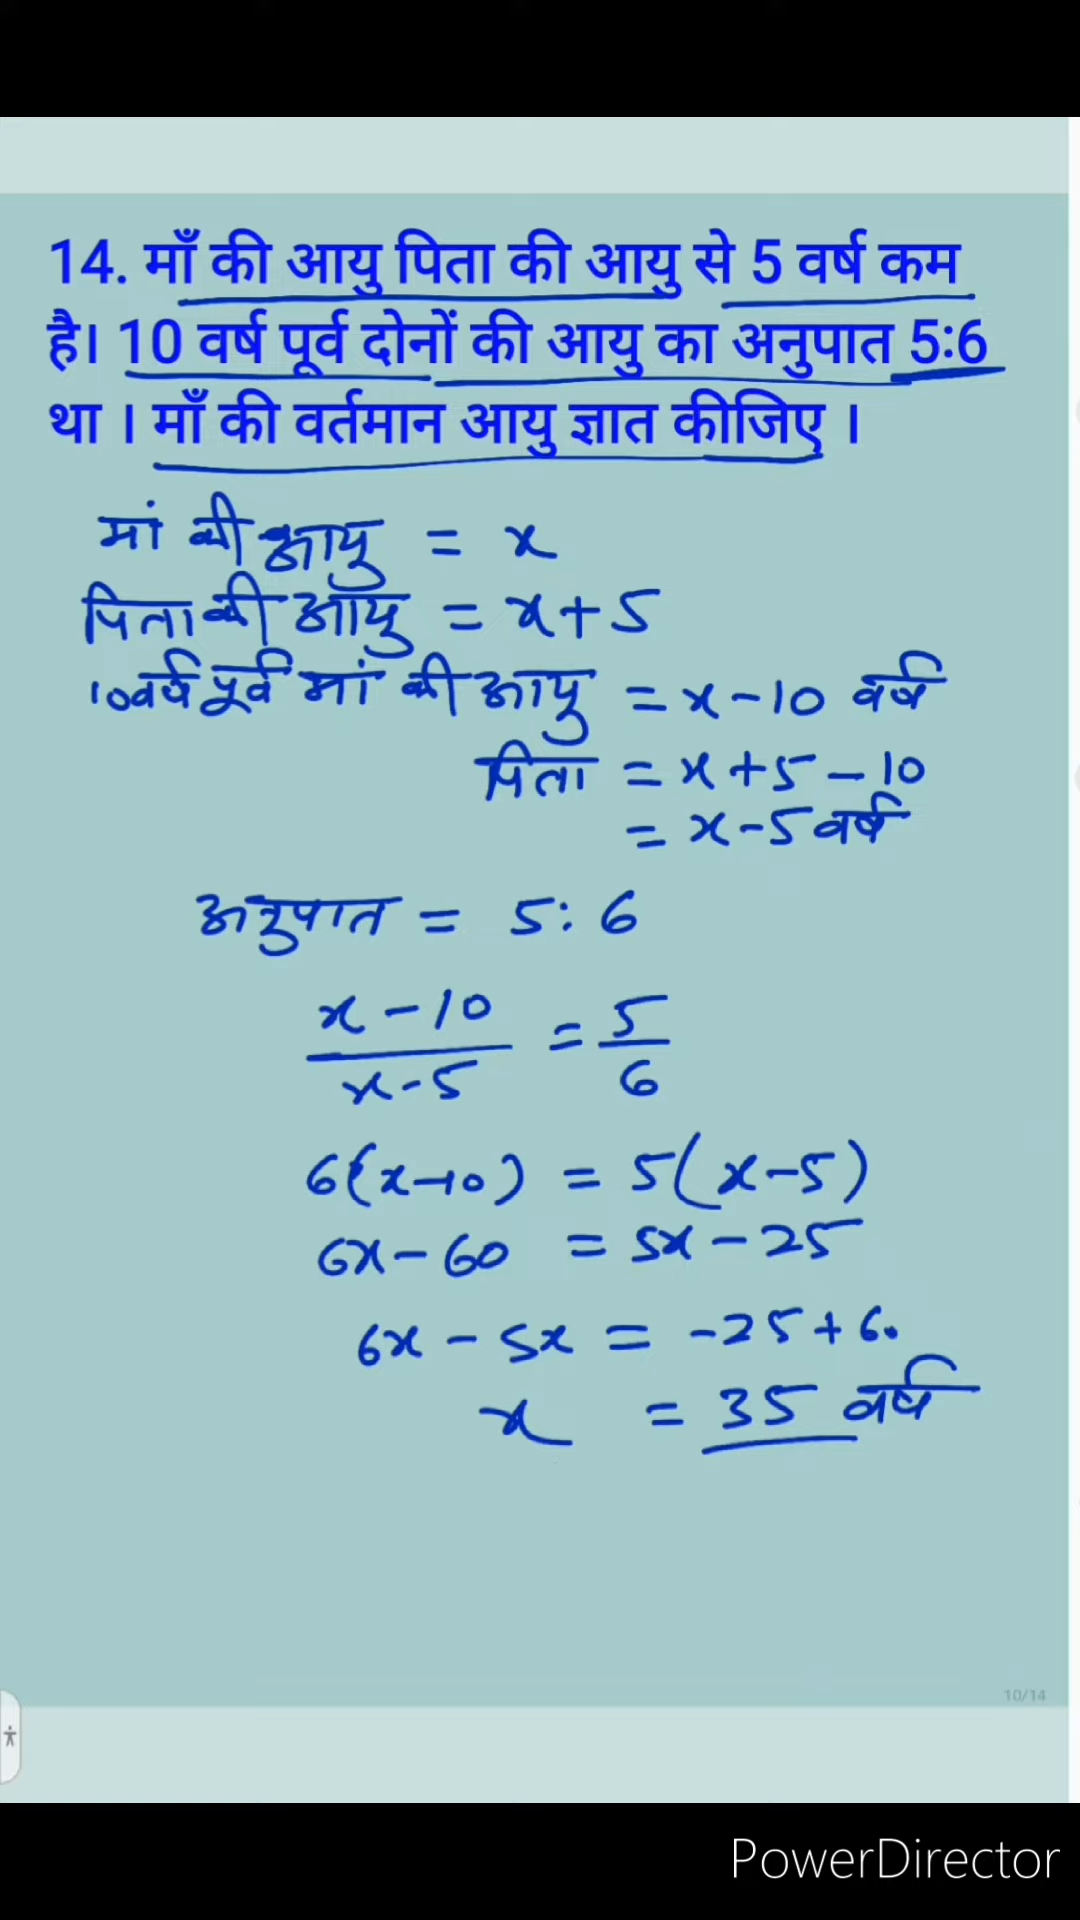 14. माँ की आयु पिता की आयु से 5 वर्ष कम
है। 10 वर्ष पूर्व दोनों की आयु का अनुपात 5:6
था । माँ की वर्तमान आयु ज्ञात कीजिए ।
मां की आयु = x
पिता की आयु = x+5
10वर्ष पूर्व मां की आयु = x-10 वर्ष
पिता = x+5-10
= x-5 वर्ष
अनुपात = 5:6
x-10 / x-5 = 5/6
6(x-10) = 5(x-5)
6x-60 = 5x-25
6x-5x = -25+60
x = 35 वर्ष
10/14
PowerDirector